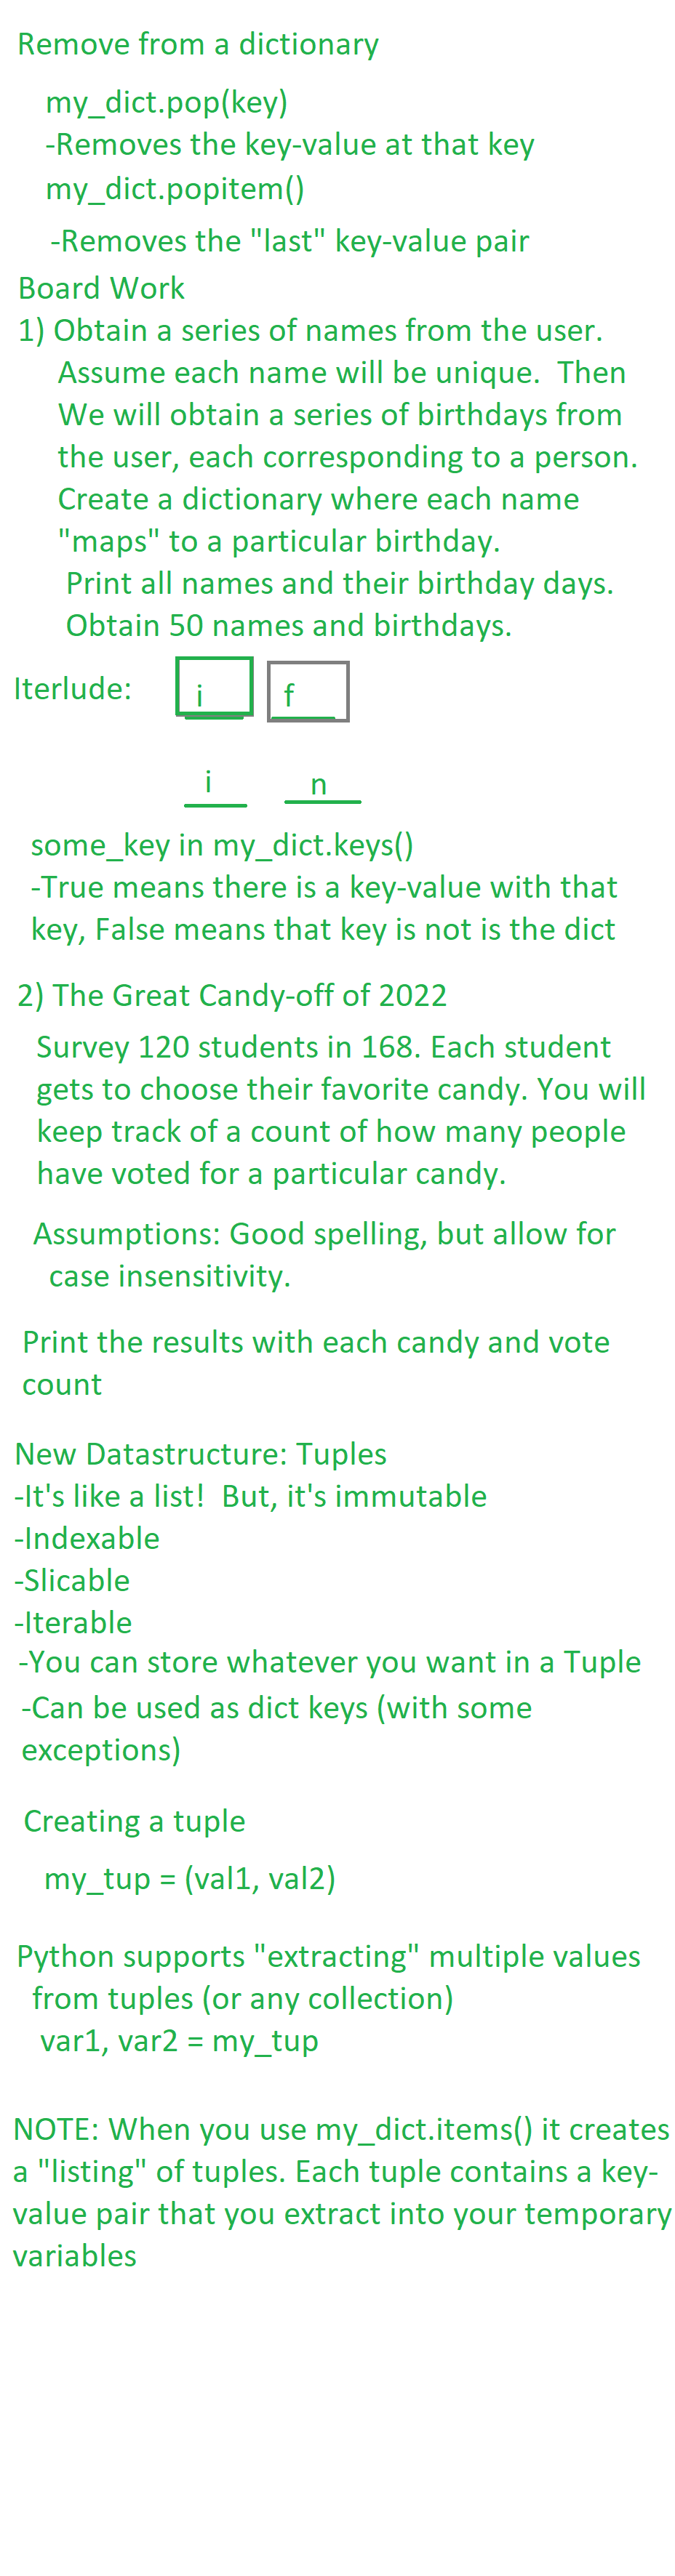 Remove from a dictionary
my_dict.pop(key)
-Removes the key-value at that key
my_dict.popitem()
-Removes the "last" key-value pair
Board Work
1) Obtain a series of names from the user.
Assume each name will be unique.  Then
We will obtain a series of birthdays from
the user, each corresponding to a person.
Create a dictionary where each name
"maps" to a particular birthday.
Print all names and their birthday days.
Obtain 50 names and birthdays.
Iterlude: i f
i n
some_key in my_dict.keys()
-True means there is a key-value with that
key, False means that key is not is the dict
2) The Great Candy-off of 2022
Survey 120 students in 168. Each student
gets to choose their favorite candy. You will
keep track of a count of how many people
have voted for a particular candy.
Assumptions: Good spelling, but allow for
case insensitivity.
Print the results with each candy and vote
count
New Datastructure: Tuples
-It's like a list!  But, it's immutable
-Indexable
-Slicable
-Iterable
-You can store whatever you want in a Tuple
-Can be used as dict keys (with some
exceptions)
Creating a tuple
my_tup = (val1, val2)
Python supports "extracting" multiple values
from tuples (or any collection)
var1, var2 = my_tup
NOTE: When you use my_dict.items() it creates
a "listing" of tuples. Each tuple contains a key-
value pair that you extract into your temporary
variables